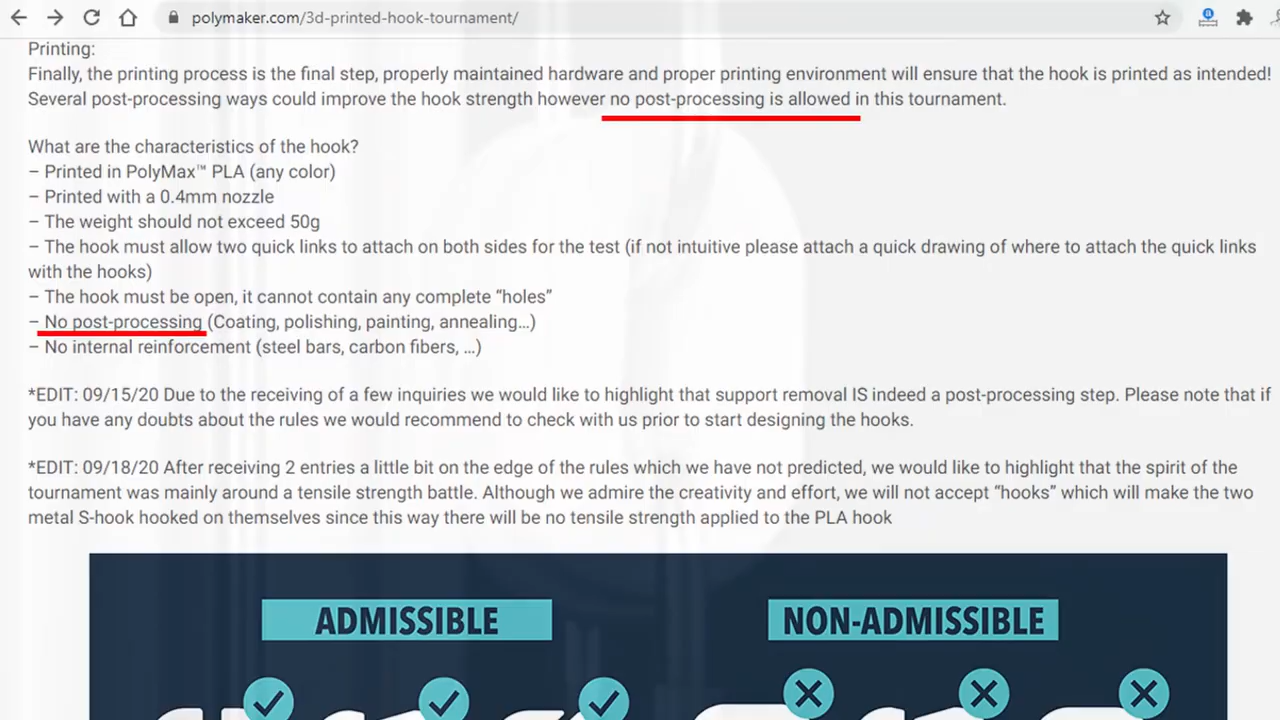 polymaker.com/3d-printed-hook-tournament/
Printing:
Finally, the printing process is the final step, properly maintained hardware and proper printing environment will ensure that the hook is printed as intended!
Several post-processing ways could improve the hook strength however no post-processing is allowed in this tournament.
What are the characteristics of the hook?
– Printed in PolyMax™ PLA (any color)
– Printed with a 0.4mm nozzle
– The weight should not exceed 50g
– The hook must allow two quick links to attach on both sides for the test (if not intuitive please attach a quick drawing of where to attach the quick links
with the hooks)
– The hook must be open, it cannot contain any complete “holes”
– No post-processing (Coating, polishing, painting, annealing…)
– No internal reinforcement (steel bars, carbon fibers, …)
*EDIT: 09/15/20 Due to the receiving of a few inquiries we would like to highlight that support removal IS indeed a post-processing step. Please note that if
you have any doubts about the rules we would recommend to check with us prior to start designing the hooks.
*EDIT: 09/18/20 After receiving 2 entries a little bit on the edge of the rules which we have not predicted, we would like to highlight that the spirit of the
tournament was mainly around a tensile strength battle. Although we admire the creativity and effort, we will not accept “hooks” which will make the two
metal S-hook hooked on themselves since this way there will be no tensile strength applied to the PLA hook
ADMISSIBLE
NON-ADMISSIBLE